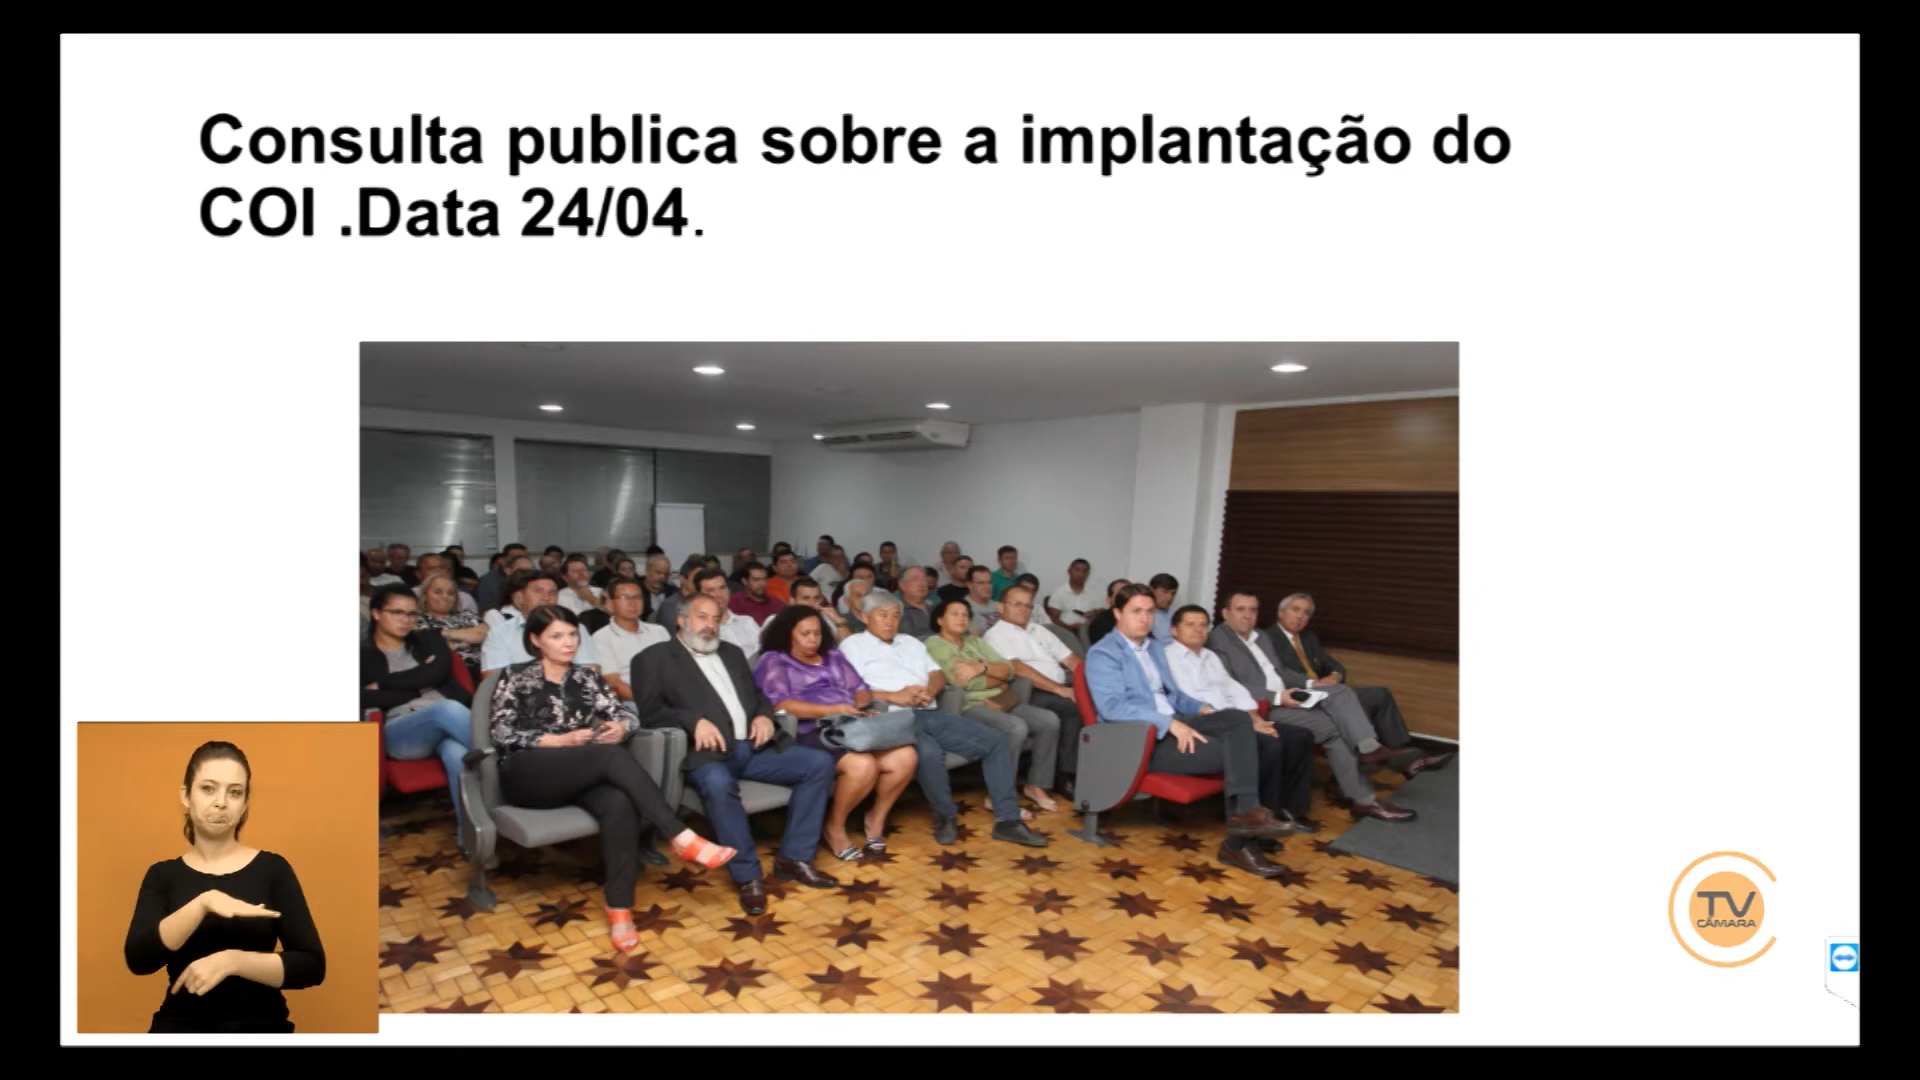 Consulta publica sobre a implantação do
COI .Data 24/04.
TV
CÂMARA